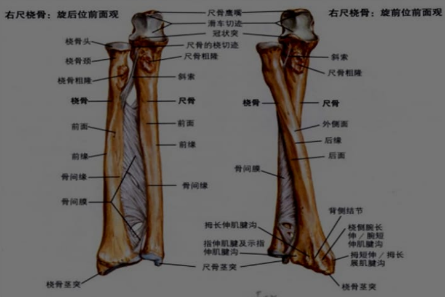 右尺桡骨：旋后位前面观
右尺桡骨：旋前位前面观
尺骨鹰嘴
滑车切迹
冠状突
尺骨的桡切迹
尺骨粗隆
桡骨头
桡骨颈
桡骨粗隆
斜索
桡骨
尺骨
前面
前面
前缘
前缘
骨间缘
骨间缘
骨间膜
桡骨茎突
尺骨茎突
斜索
尺骨粗隆
桡骨
尺骨
外侧面
后缘
后面
骨间膜
背侧结节
拇长伸肌腱沟
指伸肌腱及示指
伸肌腱沟
桡侧腕长
伸／腕短
伸肌腱沟
拇短伸／拇长
展肌腱沟
桡骨茎突